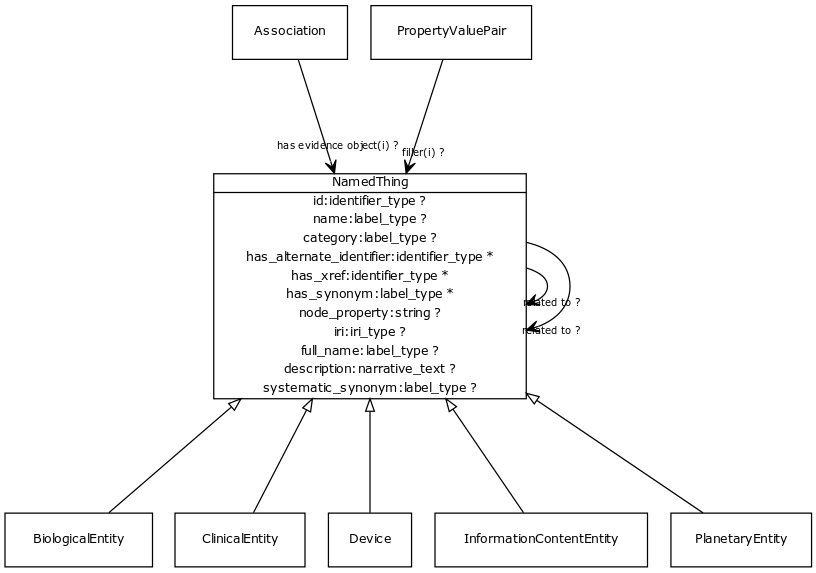 Association
PropertyValuePair
has evidence object(i) ?
filler(i) ?
NamedThing
id:identifier_type ?
name:label_type ?
category:label_type ?
has_alternate_identifier:identifier_type *
has_xref:identifier_type *
has_synonym:label_type *
related to ?
node_property:string ?
iri:iri_type ?
related to ?
full_name:label_type ?
description:narrative_text ?
systematic_synonym:label_type ?
BiologicalEntity
ClinicalEntity
Device
InformationContentEntity
PlanetaryEntity